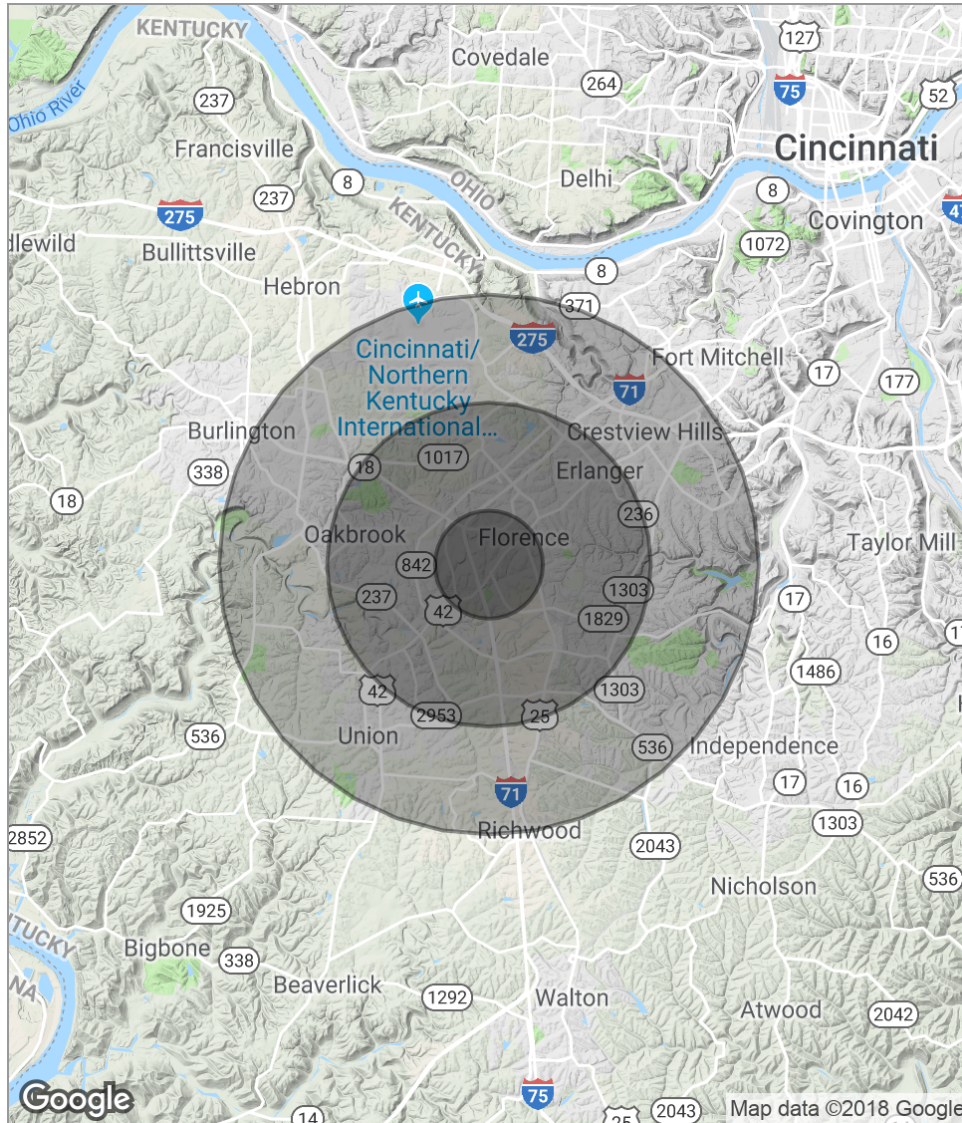 KENTUCKY
Covedale
127
264
75
52
237
Ohio River
Francisville
Cincinnati
8
OHIO
Delhi
8
237
KENTUCKY
275
Covington
47
dlewild
Bullittsville
1072
8
Hebron
371
275
Cincinnati/
Northern
Kentucky
International...
Fort Mitchell
71
17
177
Burlington
Crestview Hills
1017
18
Erlanger
338
18
236
Oakbrook
Florence
Taylor Mill
842
237
1303
42
1829
17
16
17
1486
42
1303
2953
25
Union
536
536
Independence
17
16
71
Richwood
1303
2852
2043
Nicholson
536
1925
NTUCKY
Bigbone
338
NA
Beaverlick
1292
Walton
Atwood
2042
75
Google
14
25
2043
Map data ©2018 Google